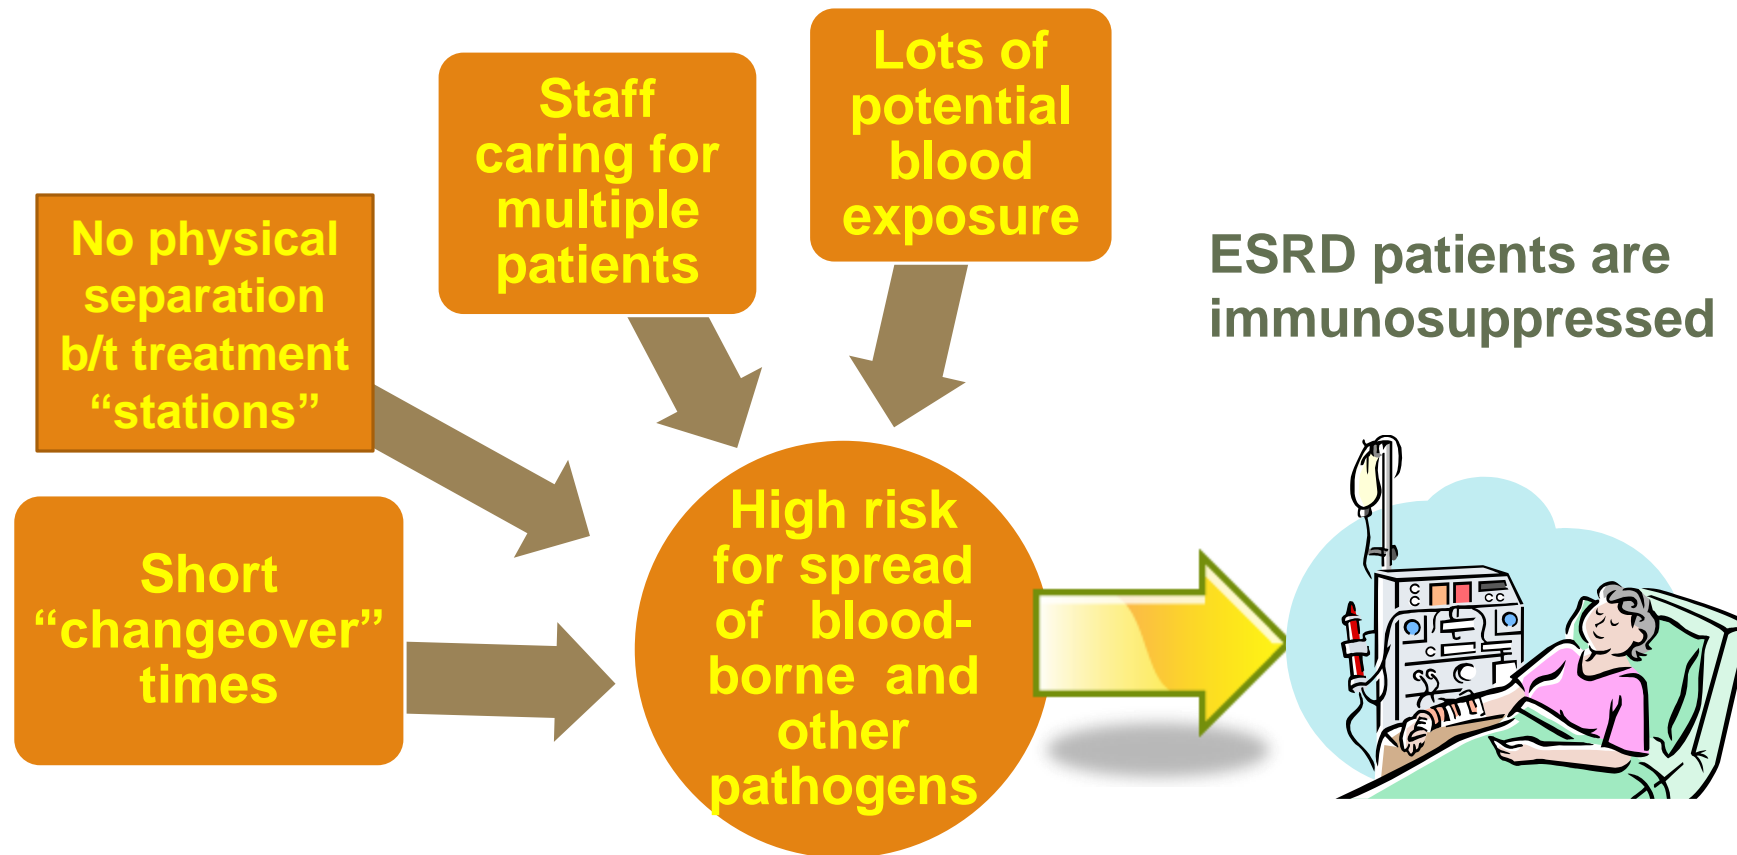 No physical
separation
b/t treatment
“stations”
Staff
caring for
multiple
patients
Lots of
potential
blood
exposure
Short
“changeover”
times
High risk
for spread
of blood-
borne and
other
pathogens
ESRD patients are
immunosuppressed